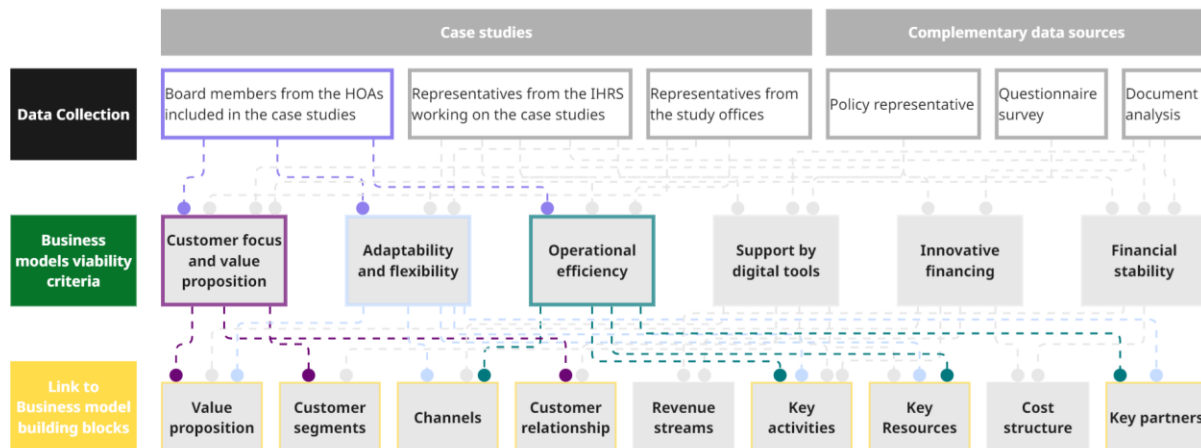 Case studies
Complementary data sources
Data Collection
Board members from the HOAs
included in the case studies
Representatives from the IHRS
working on the case studies
Representatives from
the study offices
Policy representative
Questionnaire
survey
Document
analysis
Business
models viability
criteria
Customer focus
and value
proposition
Adaptability
and flexibility
Operational
efficiency
Support by
digital tools
Innovative
financing
Financial
stability
Link to
Business model
building blocks
Value
proposition
Customer
segments
Channels
Customer
relationship
Revenue
streams
Key
activities
Key
Resources
Cost
structure
Key partners